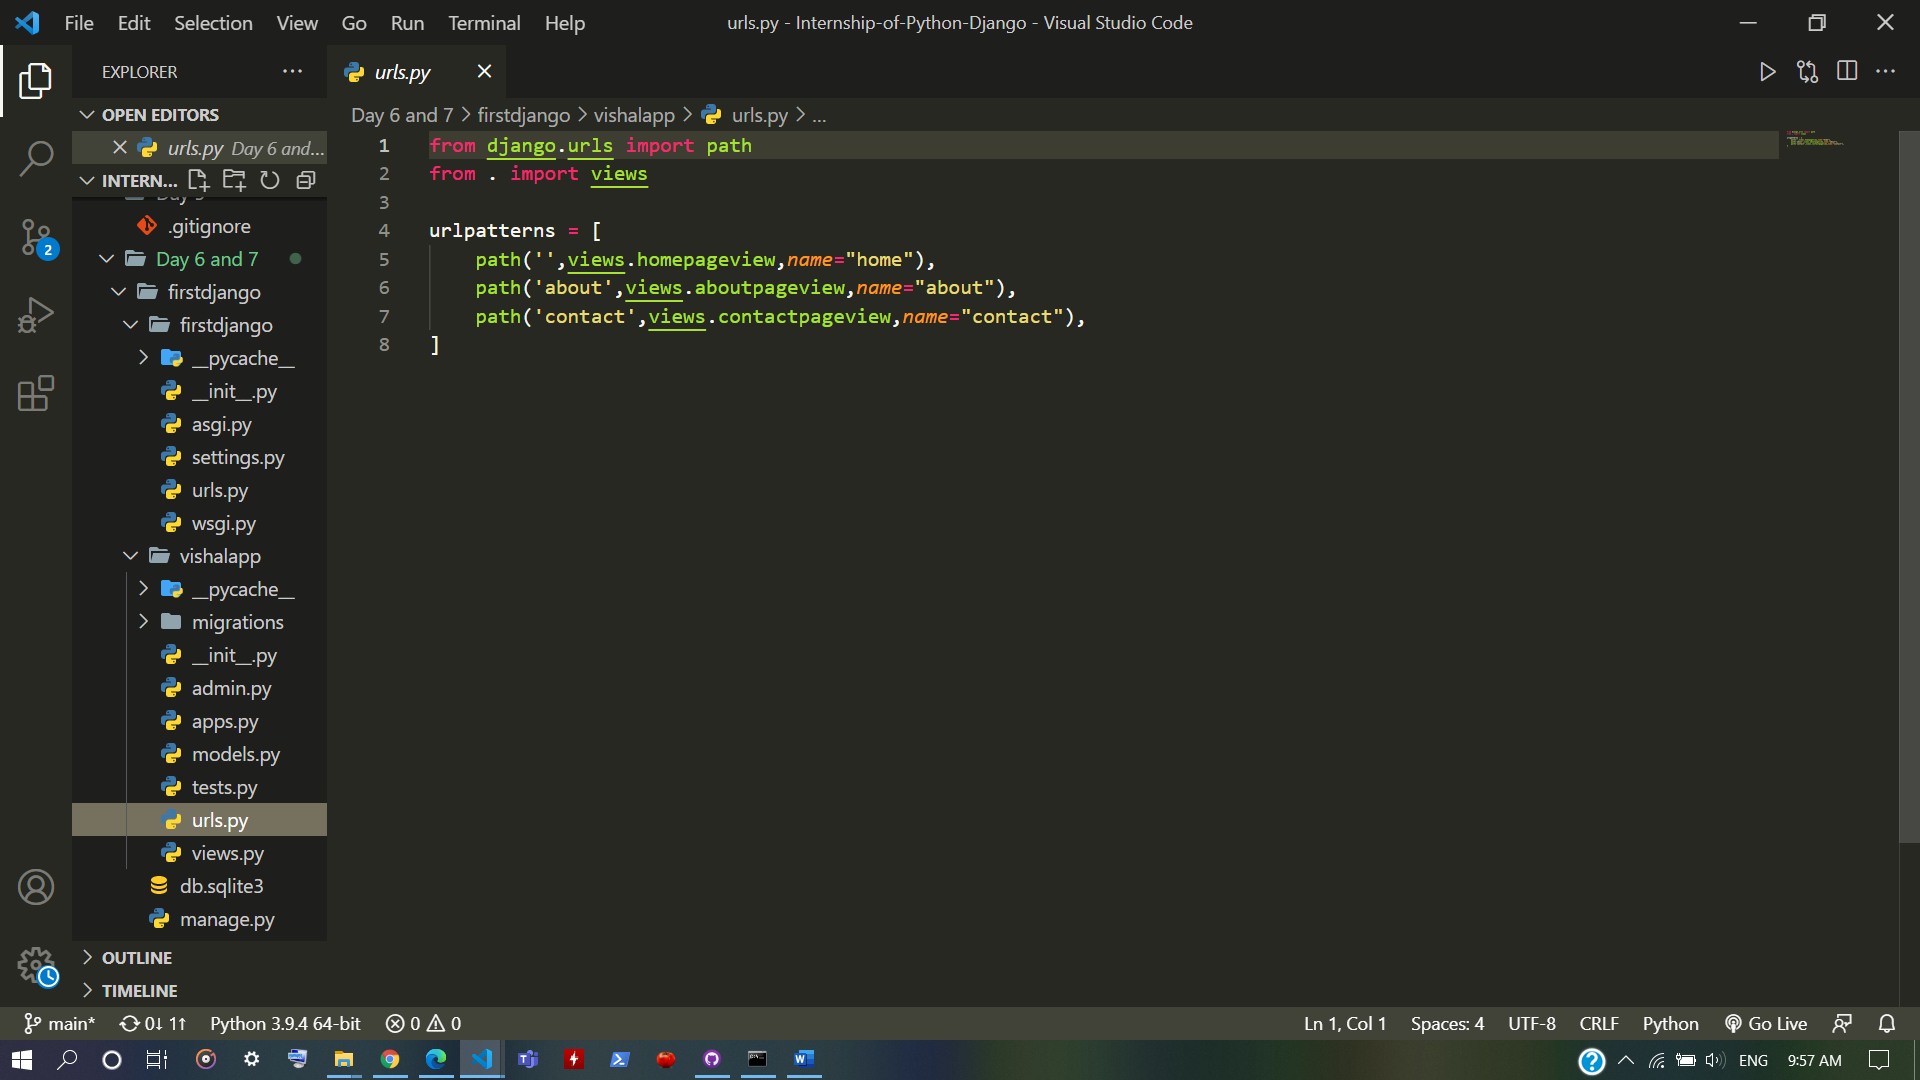 File Edit Selection View Go Run Terminal Help
urls.py - Internship-of-Python-Django - Visual Studio Code
EXPLORER
urls.py
OPEN EDITORS
urls.py Day 6 and...
INTERN...
.gitignore
Day 6 and 7
firstdjango
firstdjango
__pycache__
__init__.py
asgi.py
settings.py
urls.py
wsgi.py
vishalapp
__pycache__
migrations
__init__.py
admin.py
apps.py
models.py
tests.py
urls.py
views.py
db.sqlite3
manage.py
OUTLINE
TIMELINE
2
Day 6 and 7 > firstdjango > vishalapp > urls.py > ...
1 from django.urls import path
2 from . import views
3
4 urlpatterns = [
5 path('',views.homepageview,name="home"),
6 path('about',views.aboutpageview,name="about"),
7 path('contact',views.contactpageview,name="contact"),
8 ]
main* 0↓ 1↑ Python 3.9.4 64-bit 0 0
Ln 1, Col 1 Spaces: 4 UTF-8 CRLF Python Go Live
ENG 9:57 AM